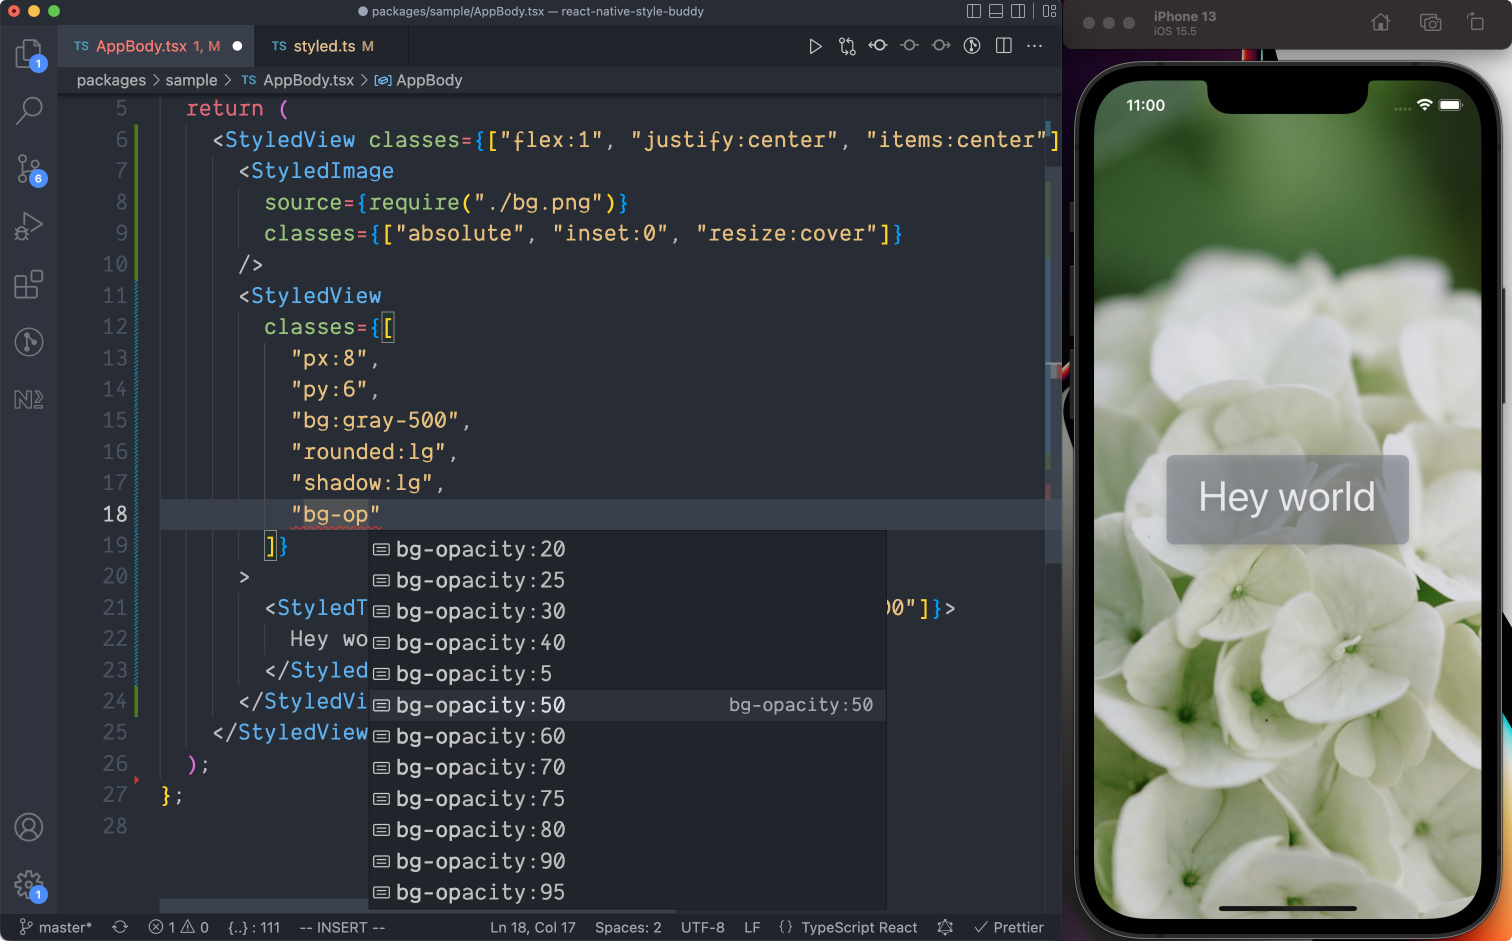 packages/sample/AppBody.tsx — react-native-style-buddy
TS AppBody.tsx 1, M
TS styled.ts M
packages > sample > TS AppBody.tsx > AppBody
5 return (
6 <StyledView classes={["flex:1", "justify:center", "items:center"]
7 <StyledImage
8 source={require("./bg.png")}
9 classes={["absolute", "inset:0", "resize:cover"]}
10 />
11 <StyledView
12 classes={[
13 "px:8",
14 "py:6",
15 "bg:gray-500",
16 "rounded:lg",
17 "shadow:lg",
18 "bg-op"
19 ]}
20 >
21 <StyledT 00"]}>
22 Hey wo
23 </Styled
24 </StyledVi
25 </StyledView
26 );
27 };
28
bg-opacity:20
bg-opacity:25
bg-opacity:30
bg-opacity:40
bg-opacity:5
bg-opacity:50 bg-opacity:50
bg-opacity:60
bg-opacity:70
bg-opacity:75
bg-opacity:80
bg-opacity:90
bg-opacity:95
1
6
N
1
master* 1 0 {..} : 111 -- INSERT -- Ln 18, Col 17 Spaces: 2 UTF-8 LF {} TypeScript React Prettier
iPhone 13
iOS 15.5
11:00
Hey world